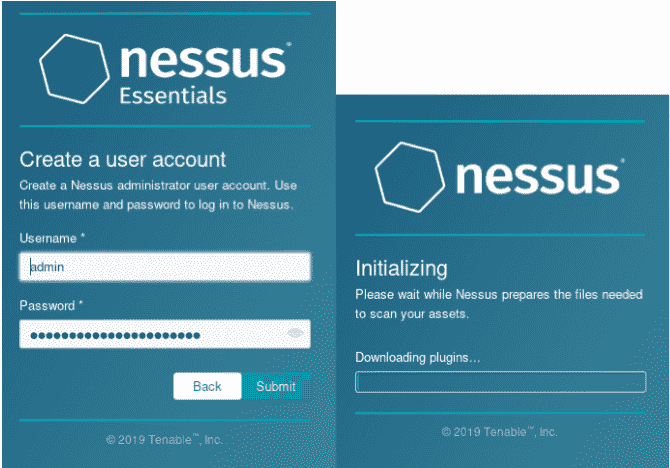 nessus®
Essentials
Create a user account
Create a Nessus administrator user account. Use
this username and password to log in to Nessus.
Username *
admin
Password *
●●●●●●●●●●●●●●●●●●●●●●
Back
Submit
© 2019 Tenable™, Inc.
nessus®
Initializing
Please wait while Nessus prepares the files needed
to scan your assets.
Downloading plugins...
© 2019 Tenable™, Inc.